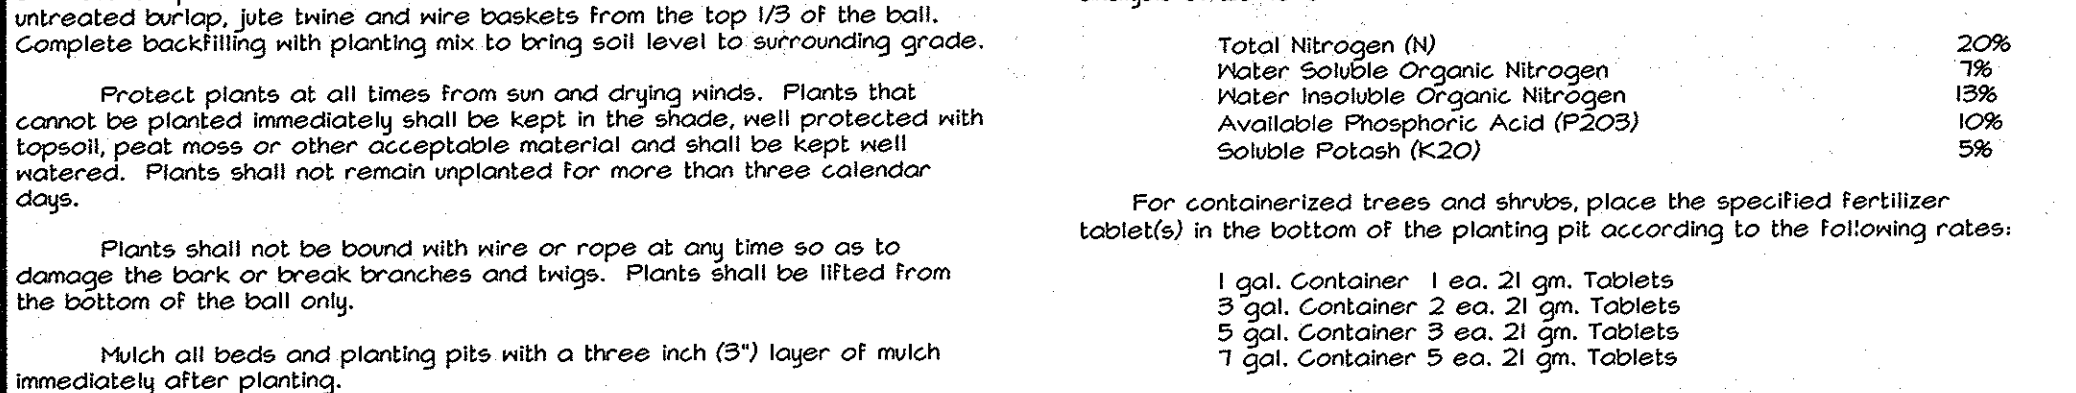 untreated burlap, jute twine and wire baskets from the top 1/3 of the ball.
Complete backfilling with planting mix to bring soil level to surrounding grade.
Protect plants at all times from sun and drying winds. Plants that
cannot be planted immediately shall be kept in the shade, well protected with
topsoil, peat moss or other acceptable material and shall be kept well
watered. Plants shall not remain unplanted for more than three calendar
days.
Plants shall not be bound with wire or rope at any time so as to
damage the bark or break branches and twigs. Plants shall be lifted from
the bottom of the ball only.
Mulch all beds and planting pits with a three inch (3") layer of mulch
immediately after planting.
Total Nitrogen (N) 20%
Water Soluble Organic Nitrogen 7%
Water Insoluble Organic Nitrogen 13%
Available Phosphoric Acid (P2O3) 10%
Soluble Potash (K2O) 5%
For containerized trees and shrubs, place the specified fertilizer
tablet(s) in the bottom of the planting pit according to the following rates:
1 gal. Container 1 ea. 21 gm. Tablets
3 gal. Container 2 ea. 21 gm. Tablets
5 gal. Container 3 ea. 21 gm. Tablets
7 gal. Container 5 ea. 21 gm. Tablets